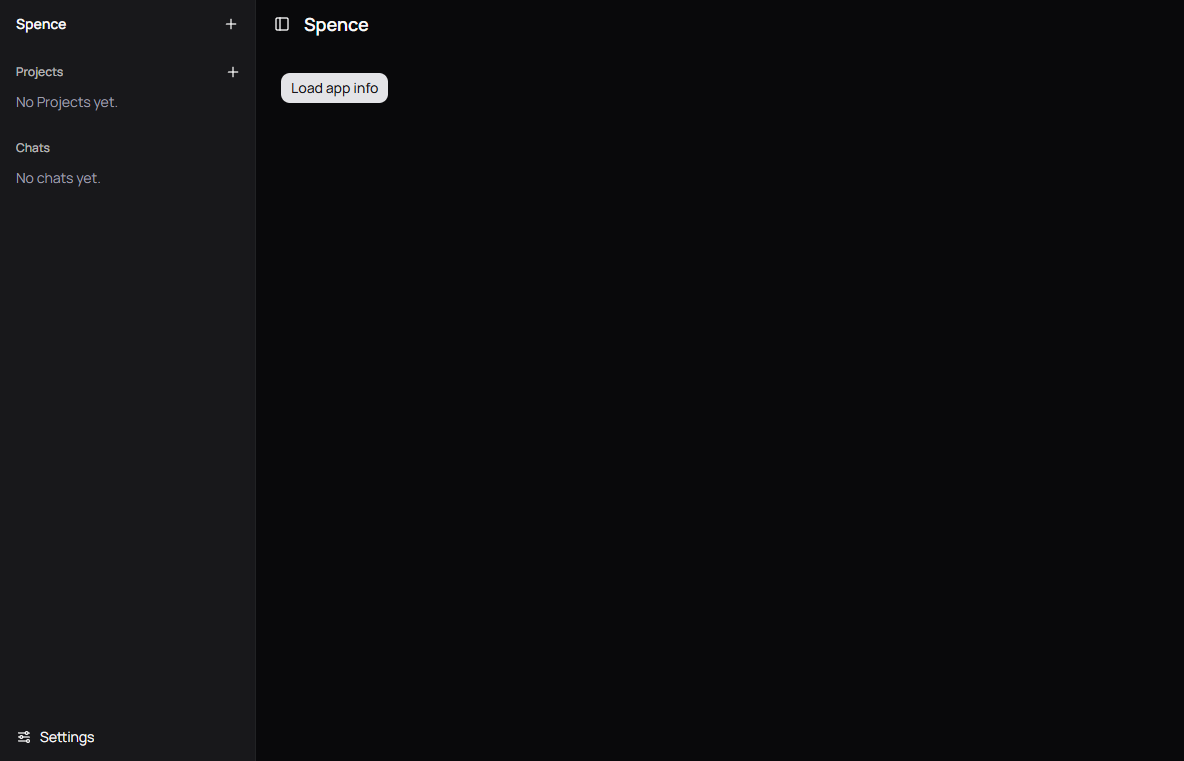 Spence
Projects
No Projects yet.
Chats
No chats yet.
Settings
Spence
Load app info